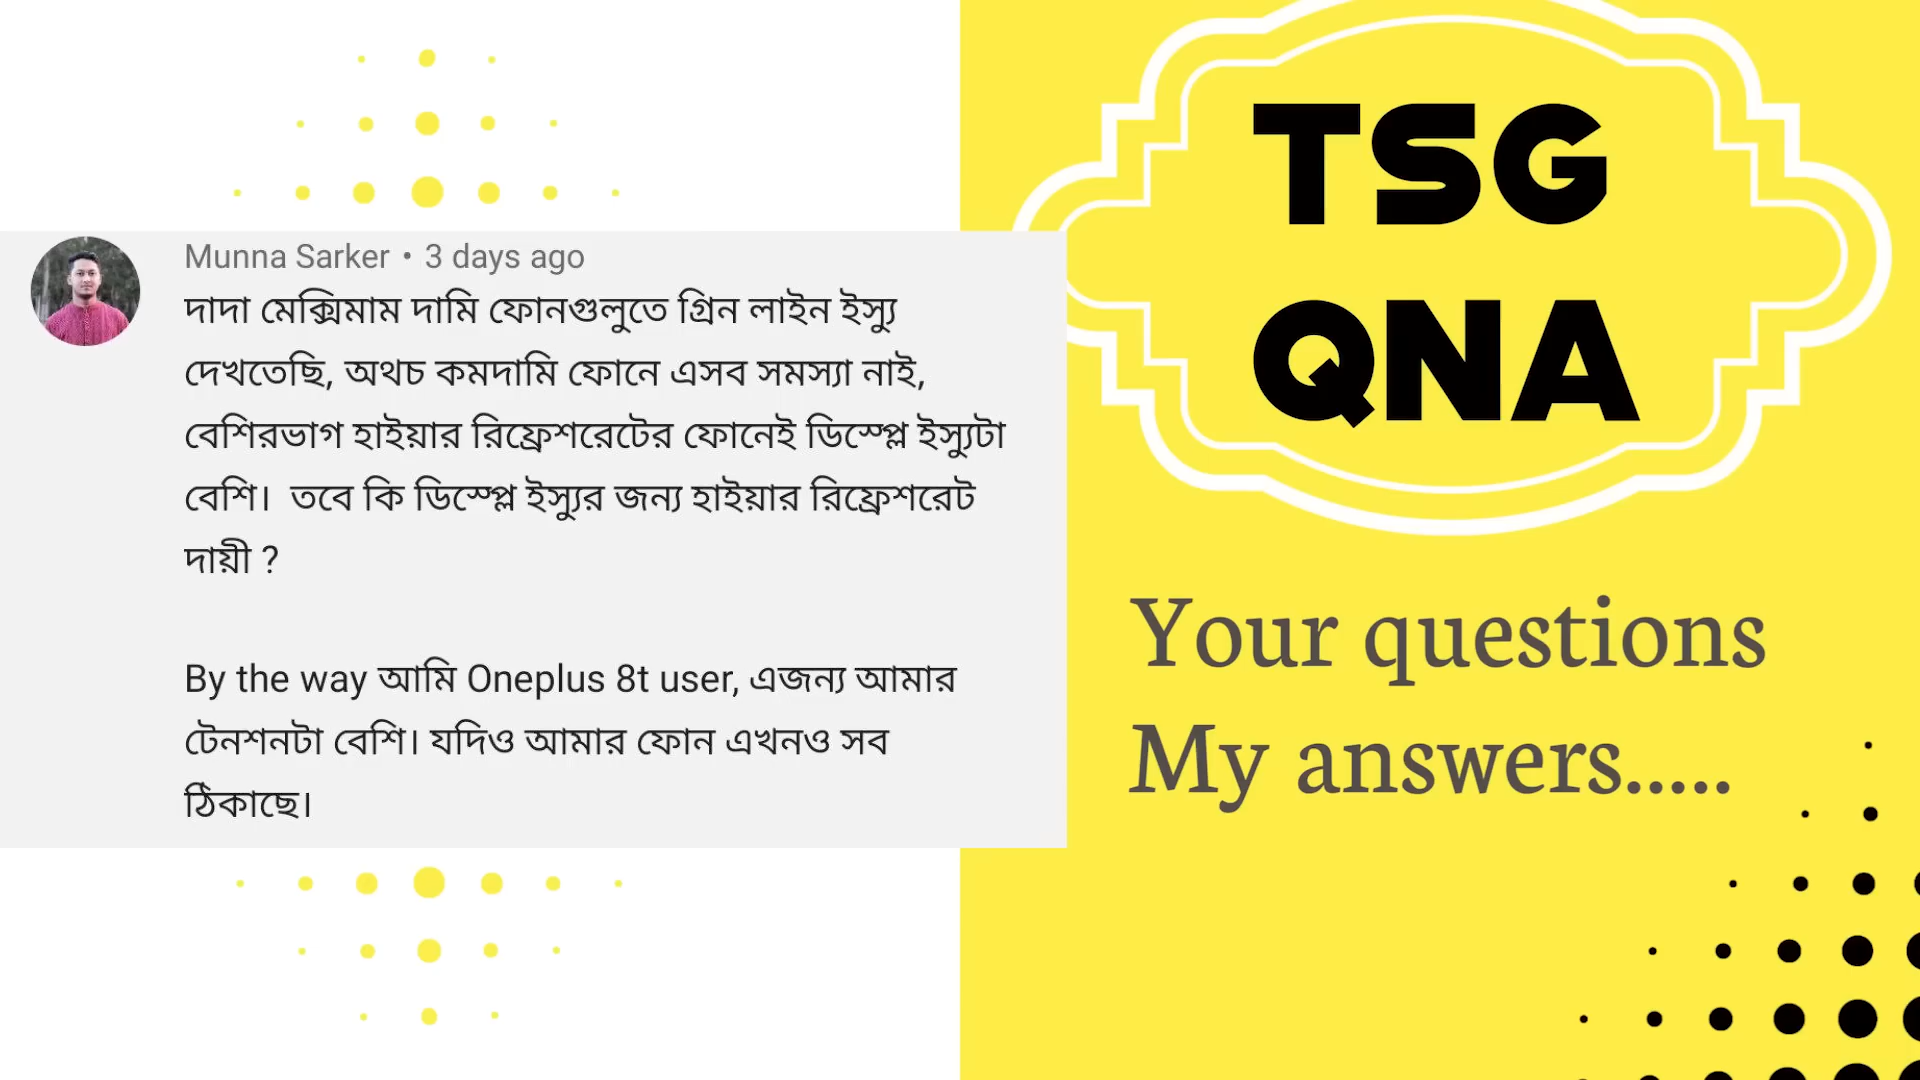 Munna Sarker • 3 days ago
দাদা মেক্সিমাম দামি ফোনগুলুতে গ্রিন লাইন ইস্যু
দেখতেছি, অথচ কমদামি ফোনে এসব সমস্যা নাই,
বেশিরভাগ হাইয়ার রিফ্রেশরেটের ফোনেই ডিস্প্লে ইস্যুটা
বেশি।  তবে কি ডিস্প্লে ইস্যুর জন্য হাইয়ার রিফ্রেশরেট
দায়ী ?
By the way আমি Oneplus 8t user, এজন্য আমার
টেনশনটা বেশি। যদিও আমার ফোন এখনও সব
ঠিকাছে।
TSG
QNA
Your questions
My answers.....